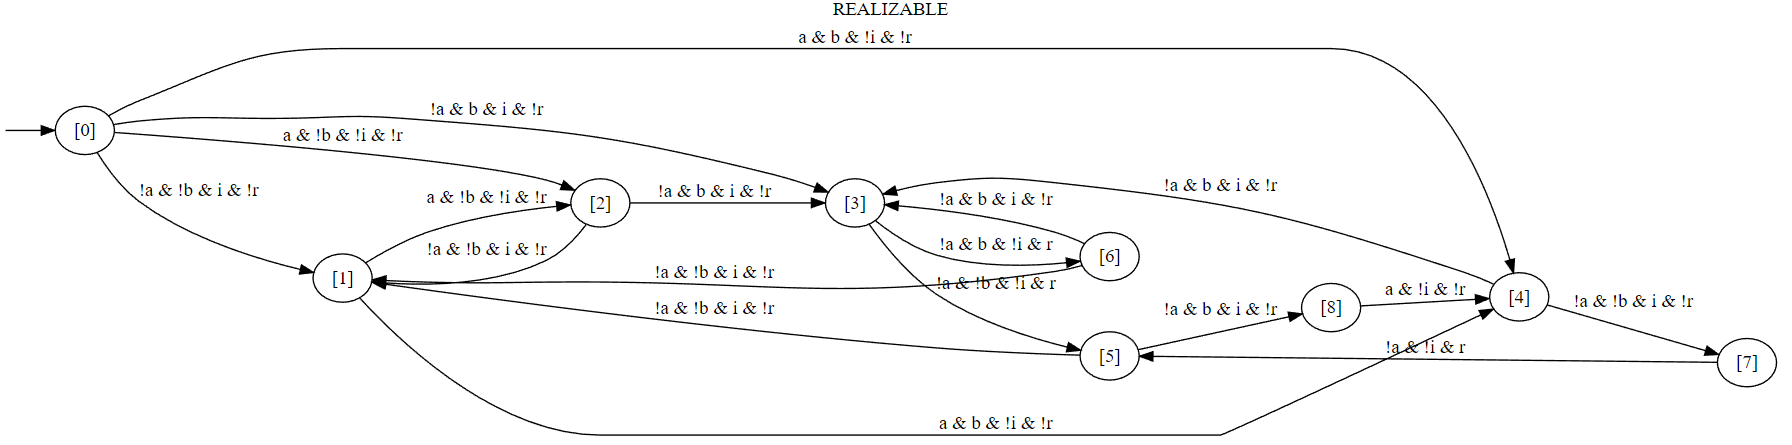 REALIZABLE
a & b & !i & !r
!a & b & i & !r
[0]
a & !b & !i & !r
!a & !b & i & !r
a & !b & !i & !r
[2]
!a & b & i & !r
[3]
!a & b & i & !r
!a & b & i & !r
!a & !b & i & !r
!a & b & !i & r
[6]
[1]
!a & !b & i & !r
!a & !b & !i & r
!a & !b & i & !r
!a & b & i & !r
[8]
a & !i & !r
[4]
!a & !b & i & !r
[5]
!a & !i & r
[7]
a & b & !i & !r